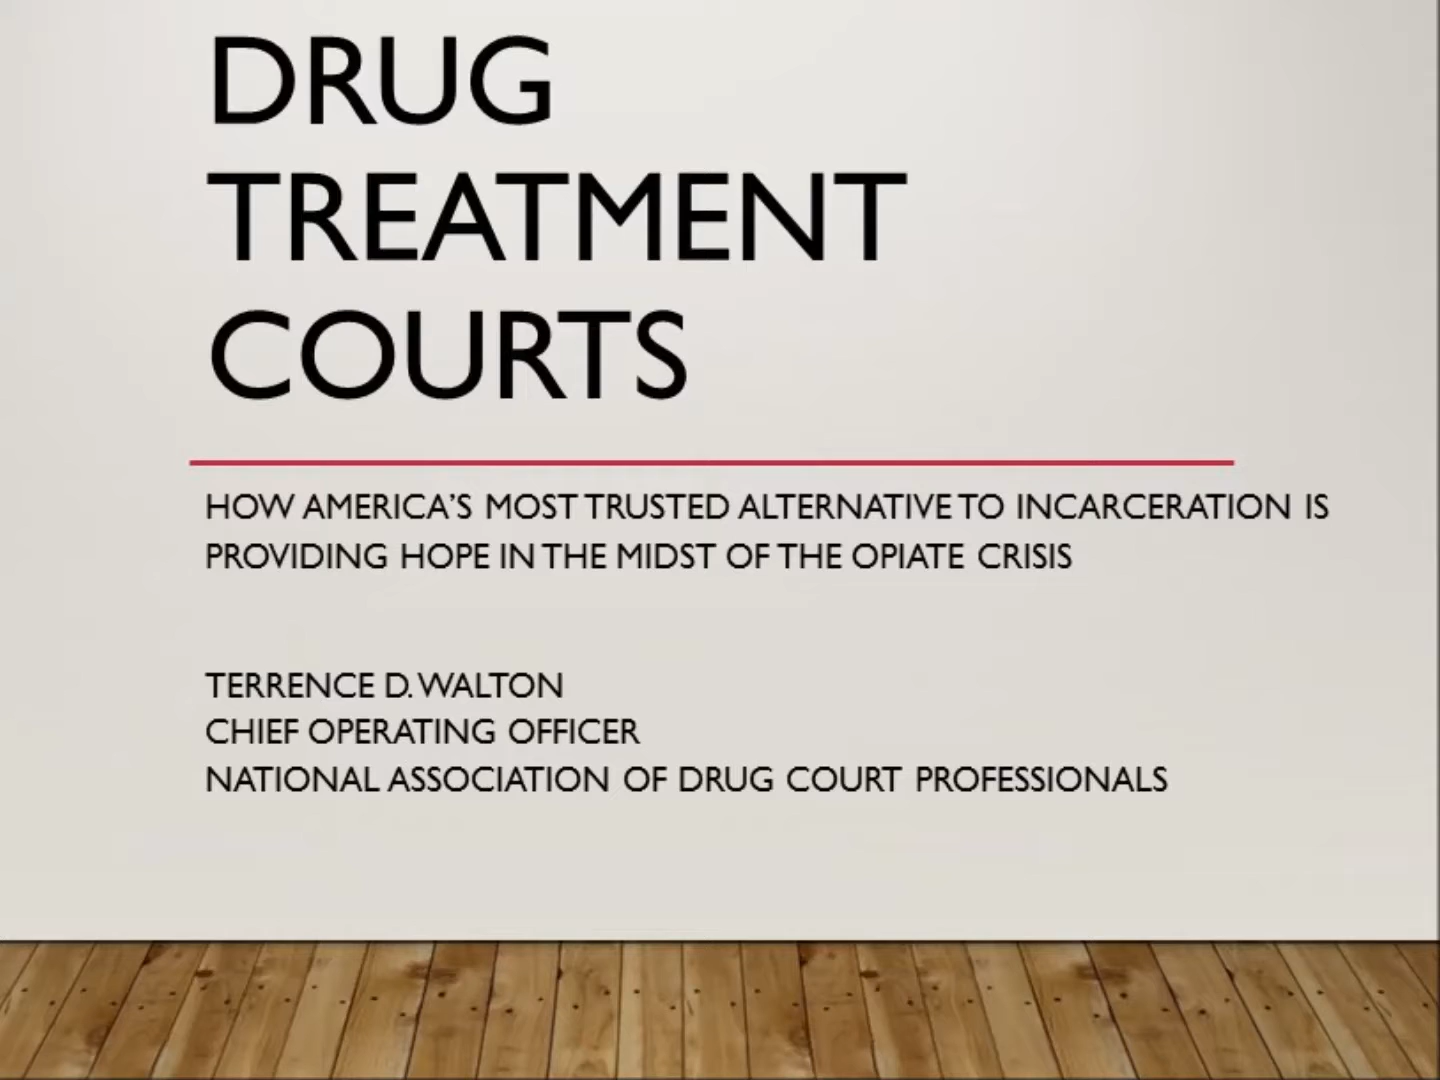 DRUG
TREATMENT
COURTS
HOW AMERICA’S MOST TRUSTED ALTERNATIVE TO INCARCERATION IS
PROVIDING HOPE IN THE MIDST OF THE OPIATE CRISIS
TERRENCE D. WALTON
CHIEF OPERATING OFFICER
NATIONAL ASSOCIATION OF DRUG COURT PROFESSIONALS